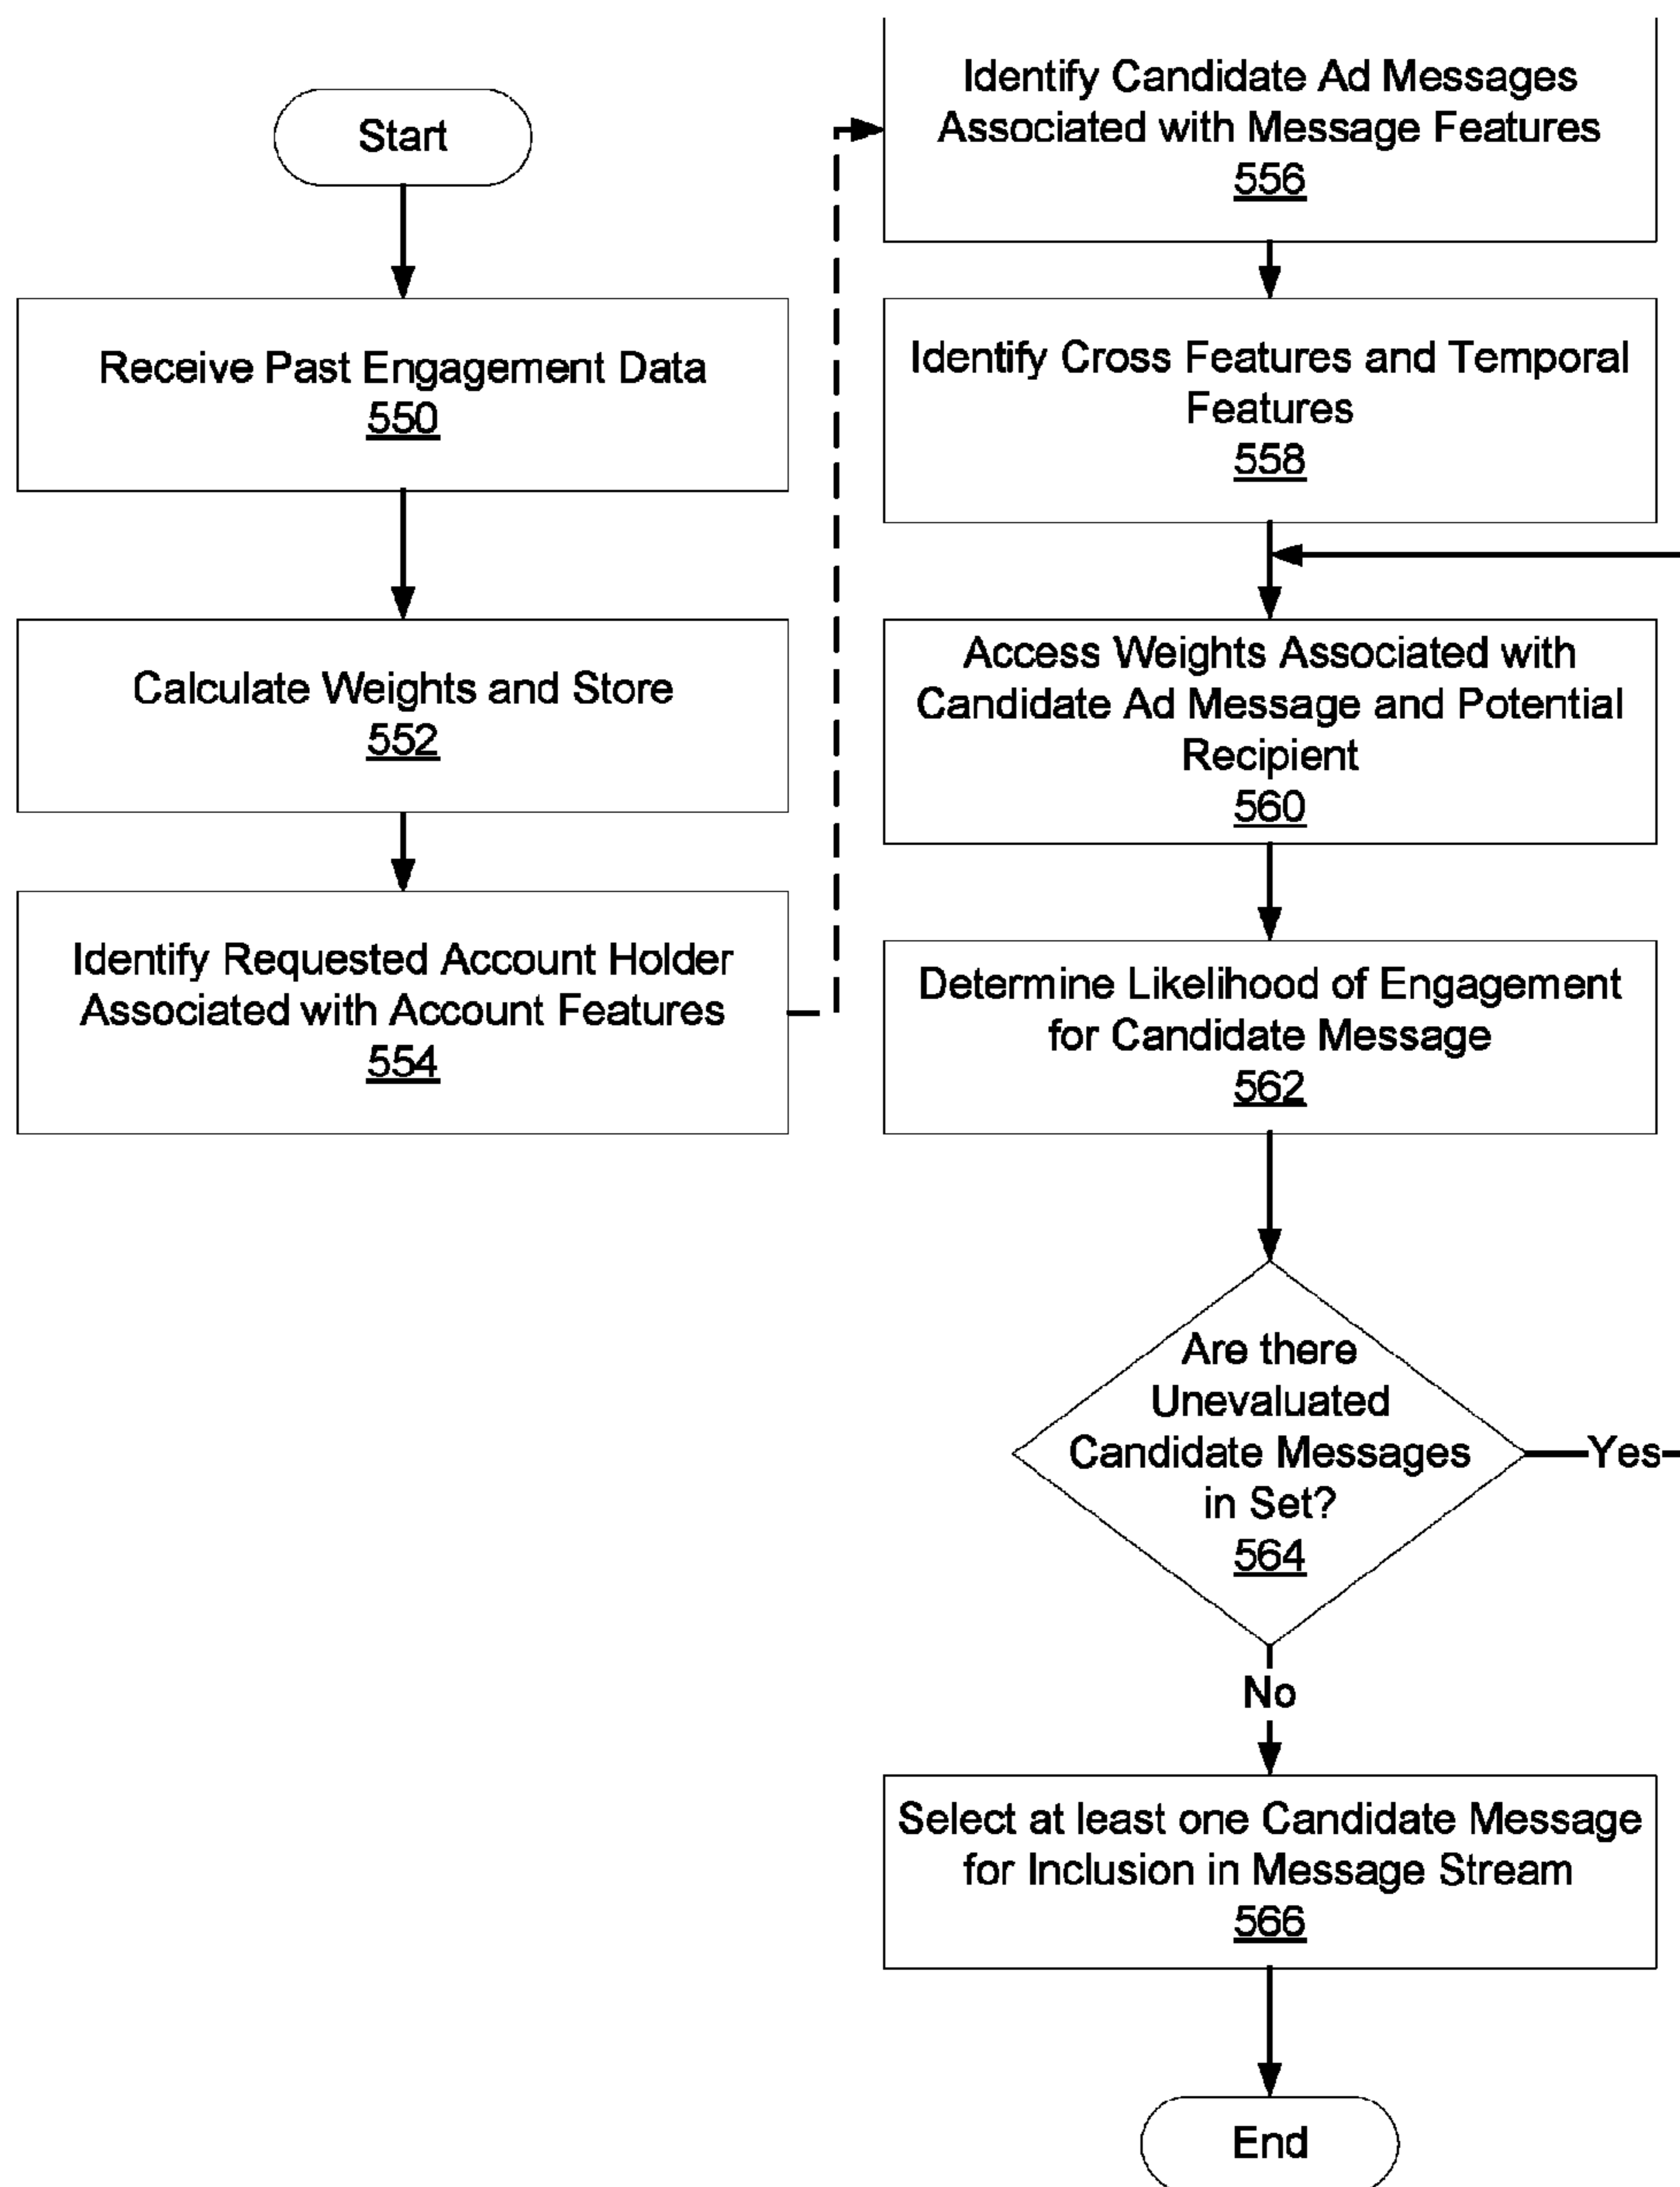 Start
Receive Past Engagement Data
550
Calculate Weights and Store
552
Identify Requested Account Holder
Associated with Account Features
554
Identify Candidate Ad Messages
Associated with Message Features
556
Identify Cross Features and Temporal
Features
558
Access Weights Associated with
Candidate Ad Message and Potential
Recipient
560
Determine Likelihood of Engagement
for Candidate Message
562
Are there
Unevaluated
Candidate Messages
in Set?
564
Yes
No
Select at least one Candidate Message
for Inclusion in Message Stream
566
End